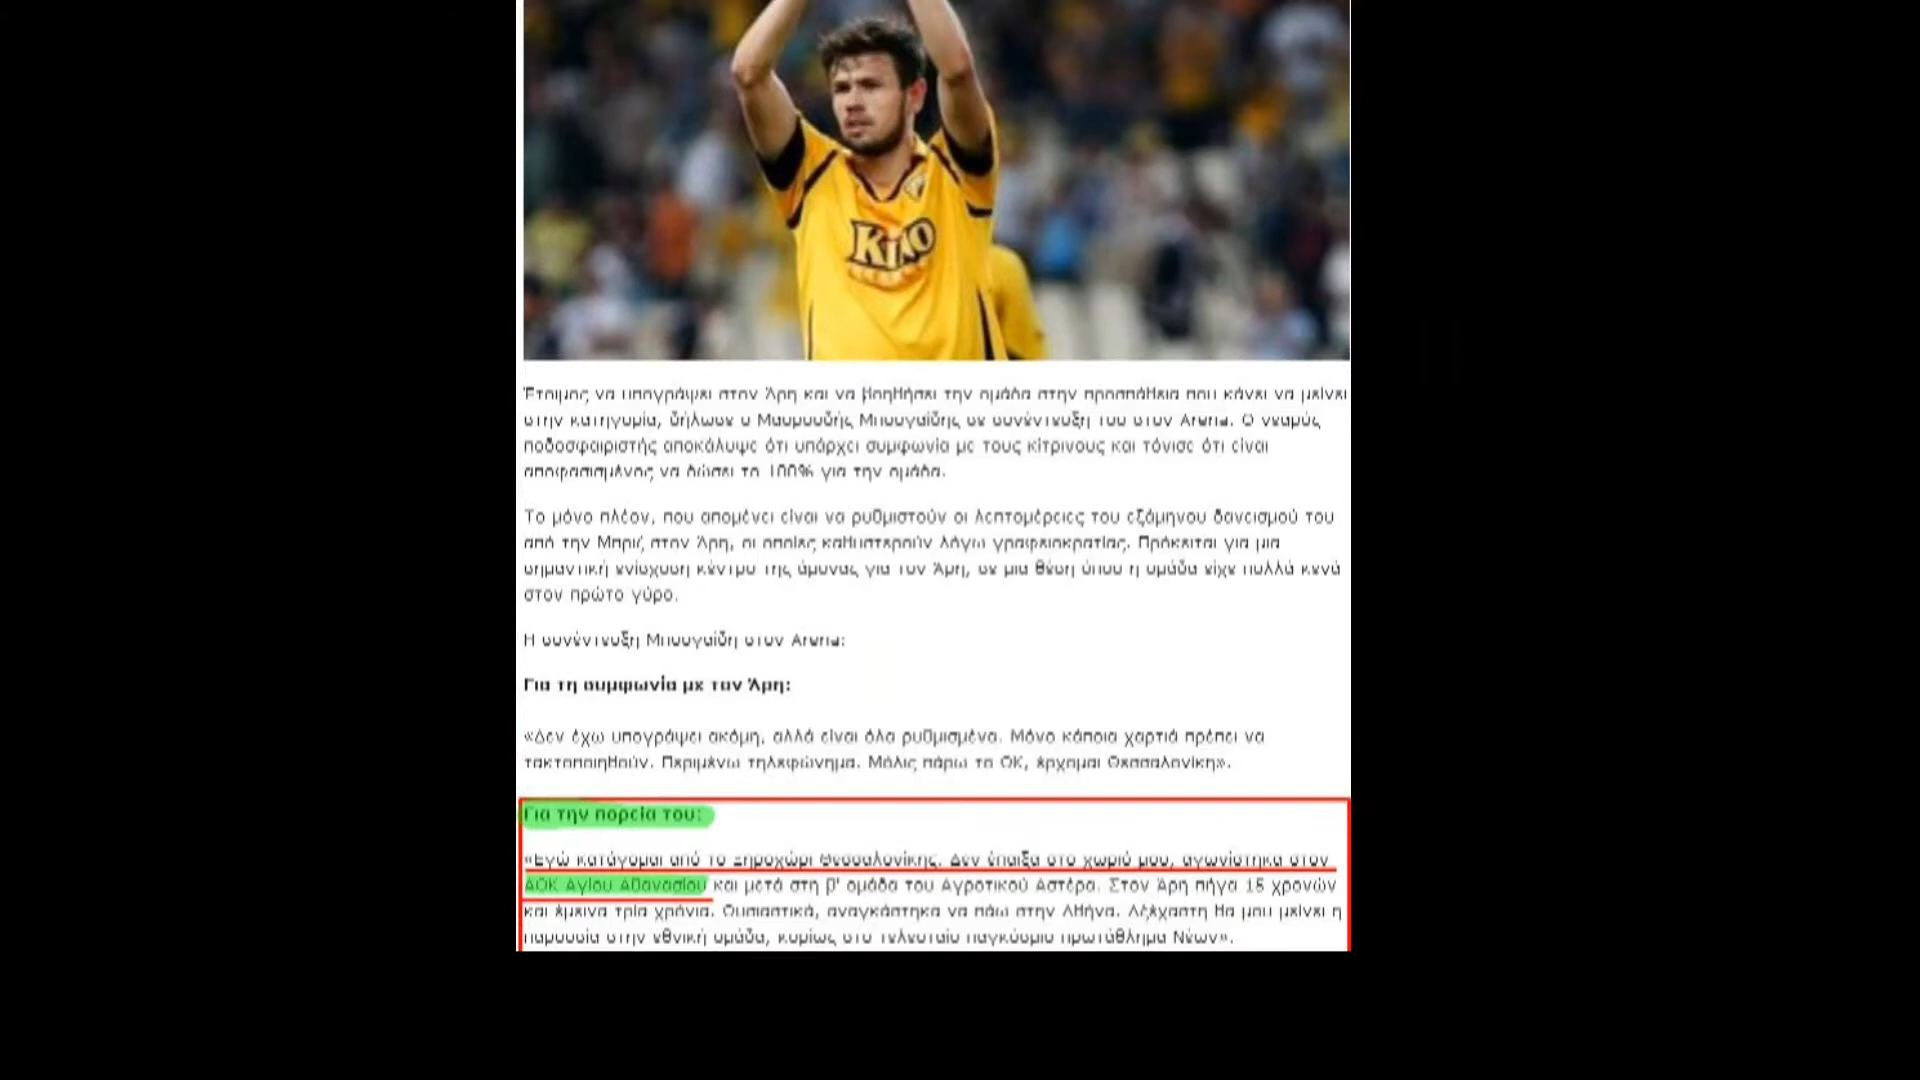 ΚΙΝΟ
Έτοιμος να υπογράψει στον Άρη και να βοηθήσει την ομάδα στην προσπάθεια που κάνει να μείνει
στην κατηγορία, δήλωσε ο Μαυρουδής Μπουγαΐδης σε συνέντευξή του στον Arena. Ο νεαρός
ποδοσφαιριστής αποκάλυψε ότι υπάρχει συμφωνία με τους κίτρινους και τόνισε ότι είναι
αποφασισμένος να δώσει το 100% για την ομάδα.
Το μόνο πλέον, που απομένει είναι να ρυθμιστούν οι λεπτομέρειες του εξάμηνου δανεισμού του
από την Μπριζ στον Άρη, οι οποίες καθυστερούν λόγω γραφειοκρατίας. Πρόκειται για μια
σημαντική ενίσχυση κέντρο της άμυνας για τον Άρη, σε μια θέση όπου η ομάδα είχε πολλά κενά
στον πρώτο γύρο.
Η συνέντευξη Μπουγαΐδη στον Arena:
Για τη συμφωνία με τον Άρη:
«Δεν έχω υπογράψει ακόμη, αλλά είναι όλα ρυθμισμένα. Μόνο κάποια χαρτιά πρέπει να
τακτοποιηθούν. Περιμένω τηλεφώνημα. Μόλις πάρω το ΟΚ, έρχομαι Θεσσαλονίκη».
Για την πορεία του:
«Εγώ κατάγομαι από το Ξηροχώρι Θεσσαλονίκης. Δεν έπαιξα στο χωριό μου, αγωνίστηκα στον
ΑΟΚ Αγίου Αθανασίου και μετά στη β' ομάδα του Αγροτικού Αστέρα. Στον Άρη πήγα 15 χρονών
και έμεινα τρία χρόνια. Ουσιαστικά, αναγκάστηκα να πάω στην Αθήνα. Αξέχαστη θα μου μείνει η
παρουσία στην εθνική ομάδα, κυρίως στο τελευταίο παγκόσμιο πρωτάθλημα Νέων».